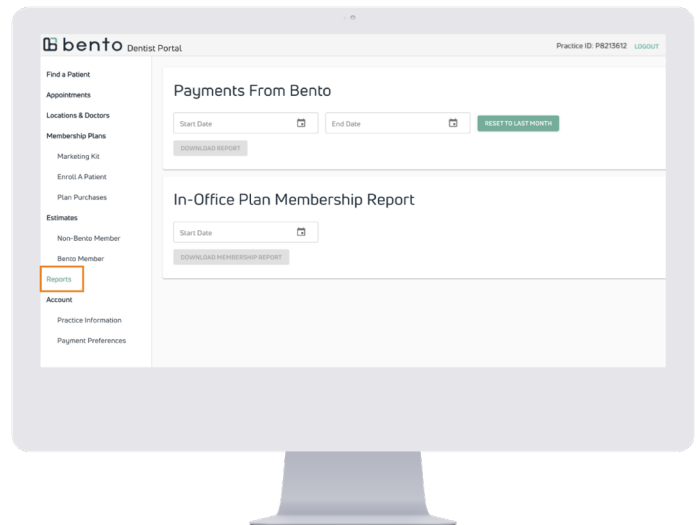 bento Dentist Portal
Practice ID: P8213612 LOGOUT
Find a Patient
Appointments
Locations & Doctors
Membership Plans
Marketing Kit
Enroll A Patient
Plan Purchases
Estimates
Non-Bento Member
Bento Member
Reports
Account
Practice Information
Payment Preferences
Payments From Bento
Start Date
End Date
RESET TO LAST MONTH
DOWNLOAD REPORT
In-Office Plan Membership Report
Start Date
DOWNLOAD MEMBERSHIP REPORT